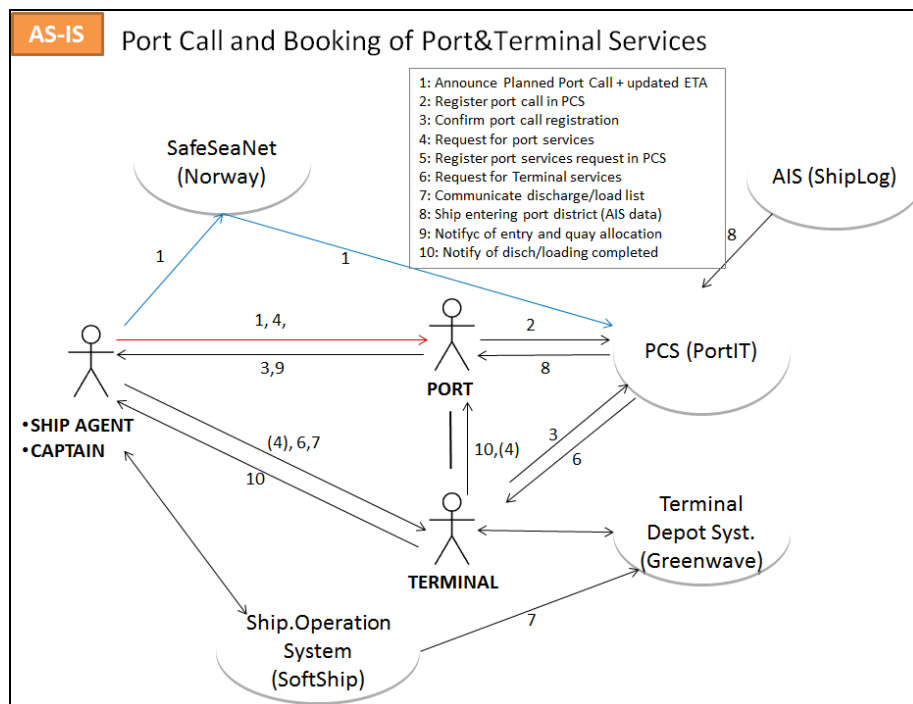 AS-IS
Port Call and Booking of Port&Terminal Services
1: Announce Planned Port Call + updated ETA
2: Register port call in PCS
3: Confirm port call registration
4: Request for port services
5: Register port services request in PCS
6: Request for Terminal services
7: Communicate discharge/load list
8: Ship entering port district (AIS data)
9: Notifyc of entry and quay allocation
10: Notify of disch/loading completed
SafeSeaNet
(Norway)
AIS (ShipLog)
8
1
1
1, 4,
2
3,9
8
PCS (PortIT)
PORT
•SHIP AGENT
•CAPTAIN
(4), 6,7
10
10,(4)
3
6
TERMINAL
Terminal
Depot Syst.
(Greenwave)
Ship.Operation
System
(SoftShip)
7